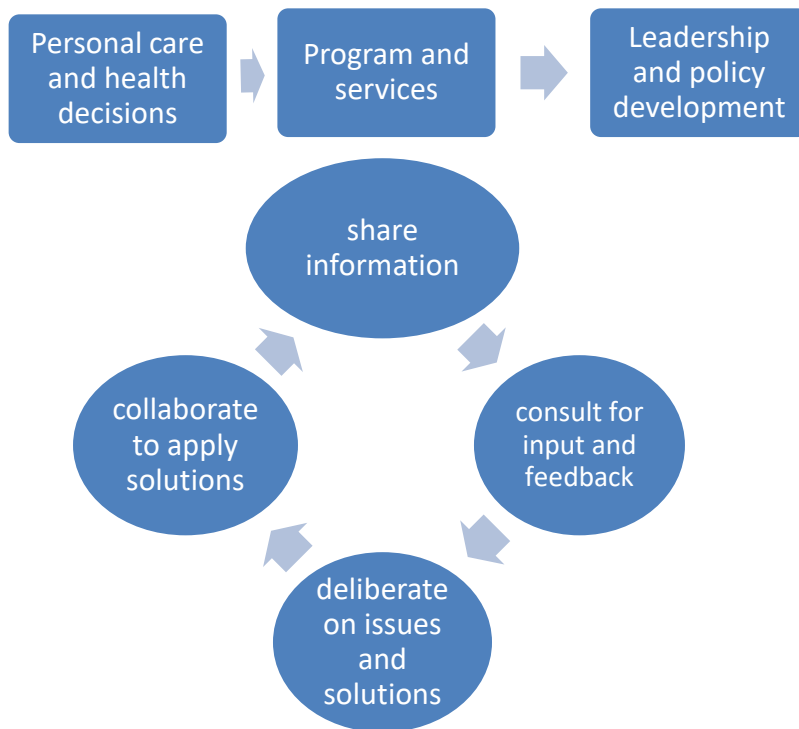 Personal care
and health
decisions
Program and
services
Leadership
and policy
development
share
information
consult for
input and
feedback
deliberate
on issues
and
solutions
collaborate
to apply
solutions